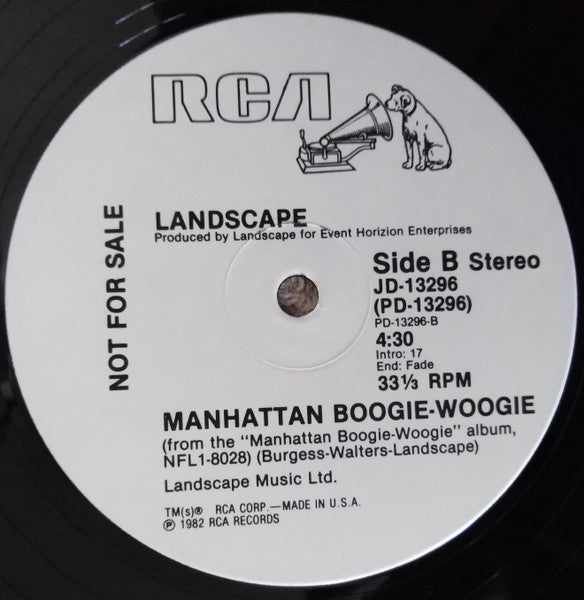 RCA
NOT FOR SALE
LANDSCAPE
Produced by Landscape for Event Horizion Enterprises
Side B Stereo
JD-13296
(PD-13296)
PD-13296-B
4:30
Intro: 17
End: Fade
33⅓ RPM
MANHATTAN BOOGIE-WOOGIE
(from the "Manhattan Boogie-Woogie" album,
NFL1-8028) (Burgess-Walters-Landscape)
Landscape Music Ltd.
TM(s)® RCA CORP.—MADE IN U.S.A.
℗ 1982 RCA RECORDS